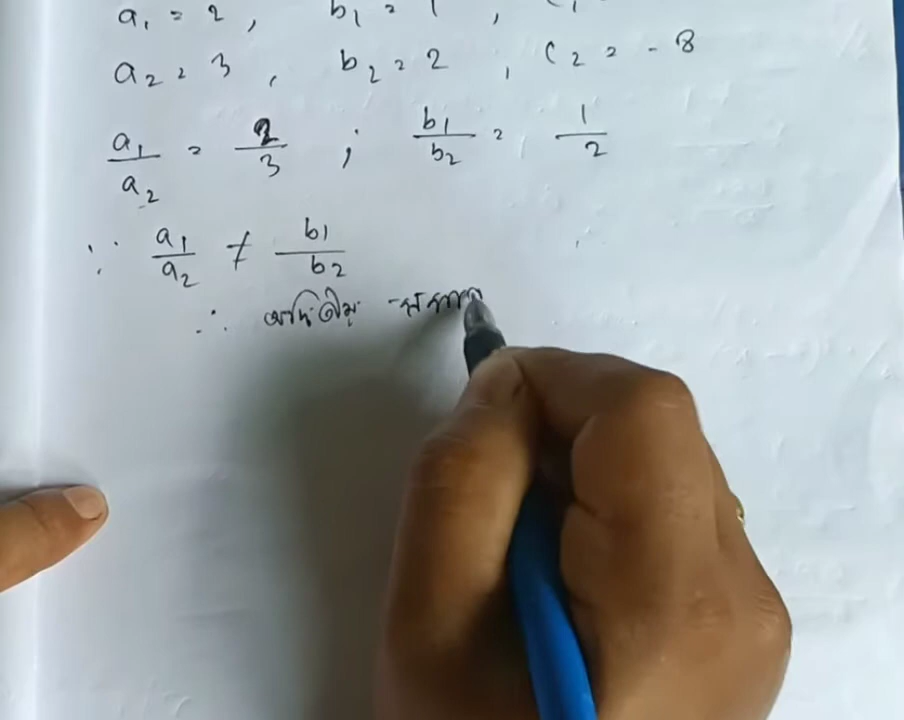 a₁ = 2, b₁ = 1,
a₂ = 3, b₂ = 2, c₂ = -8
a₁/a₂ = 2/3 ; b₁/b₂ = 1/2
∵ a₁/a₂ ≠ b₁/b₂
∴ অদ্বিতীয়